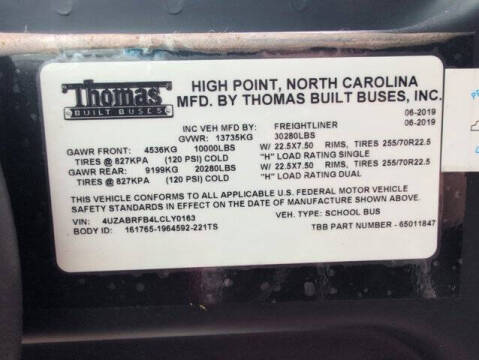 Thomas
BUILT BUSES
HIGH POINT, NORTH CAROLINA
MFD. BY THOMAS BUILT BUSES, INC.
06-2019
INC VEH MFD BY: FREIGHTLINER 06-2019
GVWR: 13735KG 30280LBS
GAWR FRONT: 4536KG 10000LBS W/ 22.5X7.50 RIMS, TIRES 255/70R22.5
TIRES @ 827KPA (120 PSI) COLD "H" LOAD RATING SINGLE
GAWR REAR: 9199KG 20280LBS W/ 22.5X7.50 RIMS, TIRES 255/70R22.5
TIRES @ 827KPA (120 PSI) COLD "H" LOAD RATING DUAL
THIS VEHICLE CONFORMS TO ALL APPLICABLE U.S. FEDERAL MOTOR VEHICLE
SAFETY STANDARDS IN EFFECT ON THE DATE OF MANUFACTURE SHOWN ABOVE.
VIN: 4UZABRFB4LCLY0163 VEH. TYPE: SCHOOL BUS
BODY ID: 161765-1964592-221TS TBB PART NUMBER - 65011847